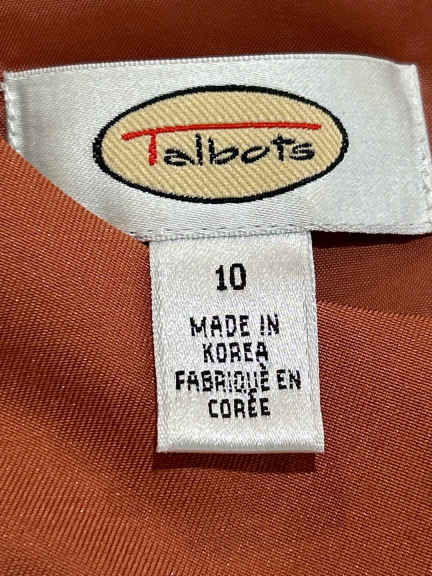 Talbots
10
MADE IN
KOREA
FABRIQUÈ EN
CORÉE